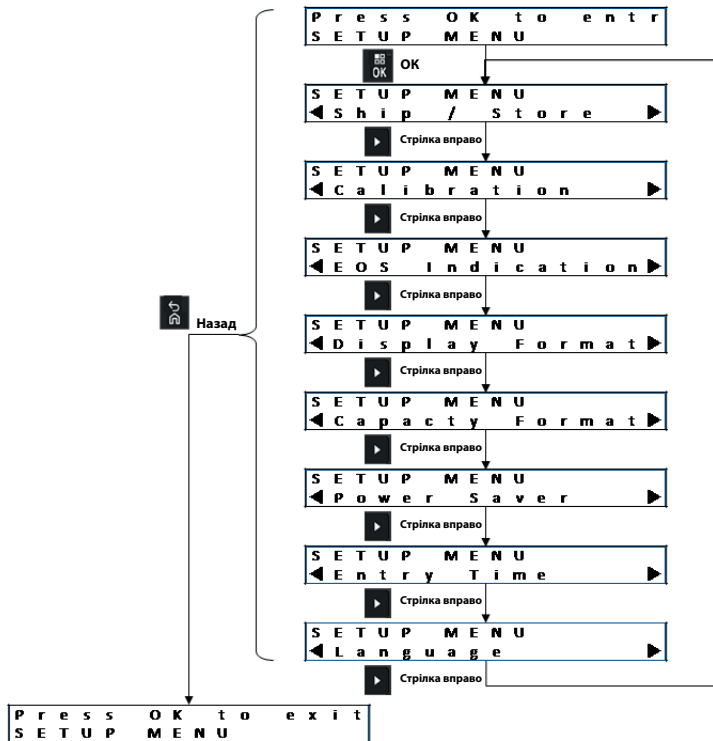 Press OK to entr
SETUP MENU
OK
OK
SETUP MENU
◀Ship / Store ▶
Стрілка вправо
SETUP MENU
◀Calibration ▶
Стрілка вправо
SETUP MENU
◀EOS Indication▶
Стрілка вправо
Назад
SETUP MENU
◀Display Format▶
Стрілка вправо
SETUP MENU
◀Capacty Format▶
Стрілка вправо
SETUP MENU
◀Power Saver ▶
Стрілка вправо
SETUP MENU
◀Entry Time ▶
Стрілка вправо
SETUP MENU
◀Language ▶
Стрілка вправо
Press OK to exit
SETUP MENU